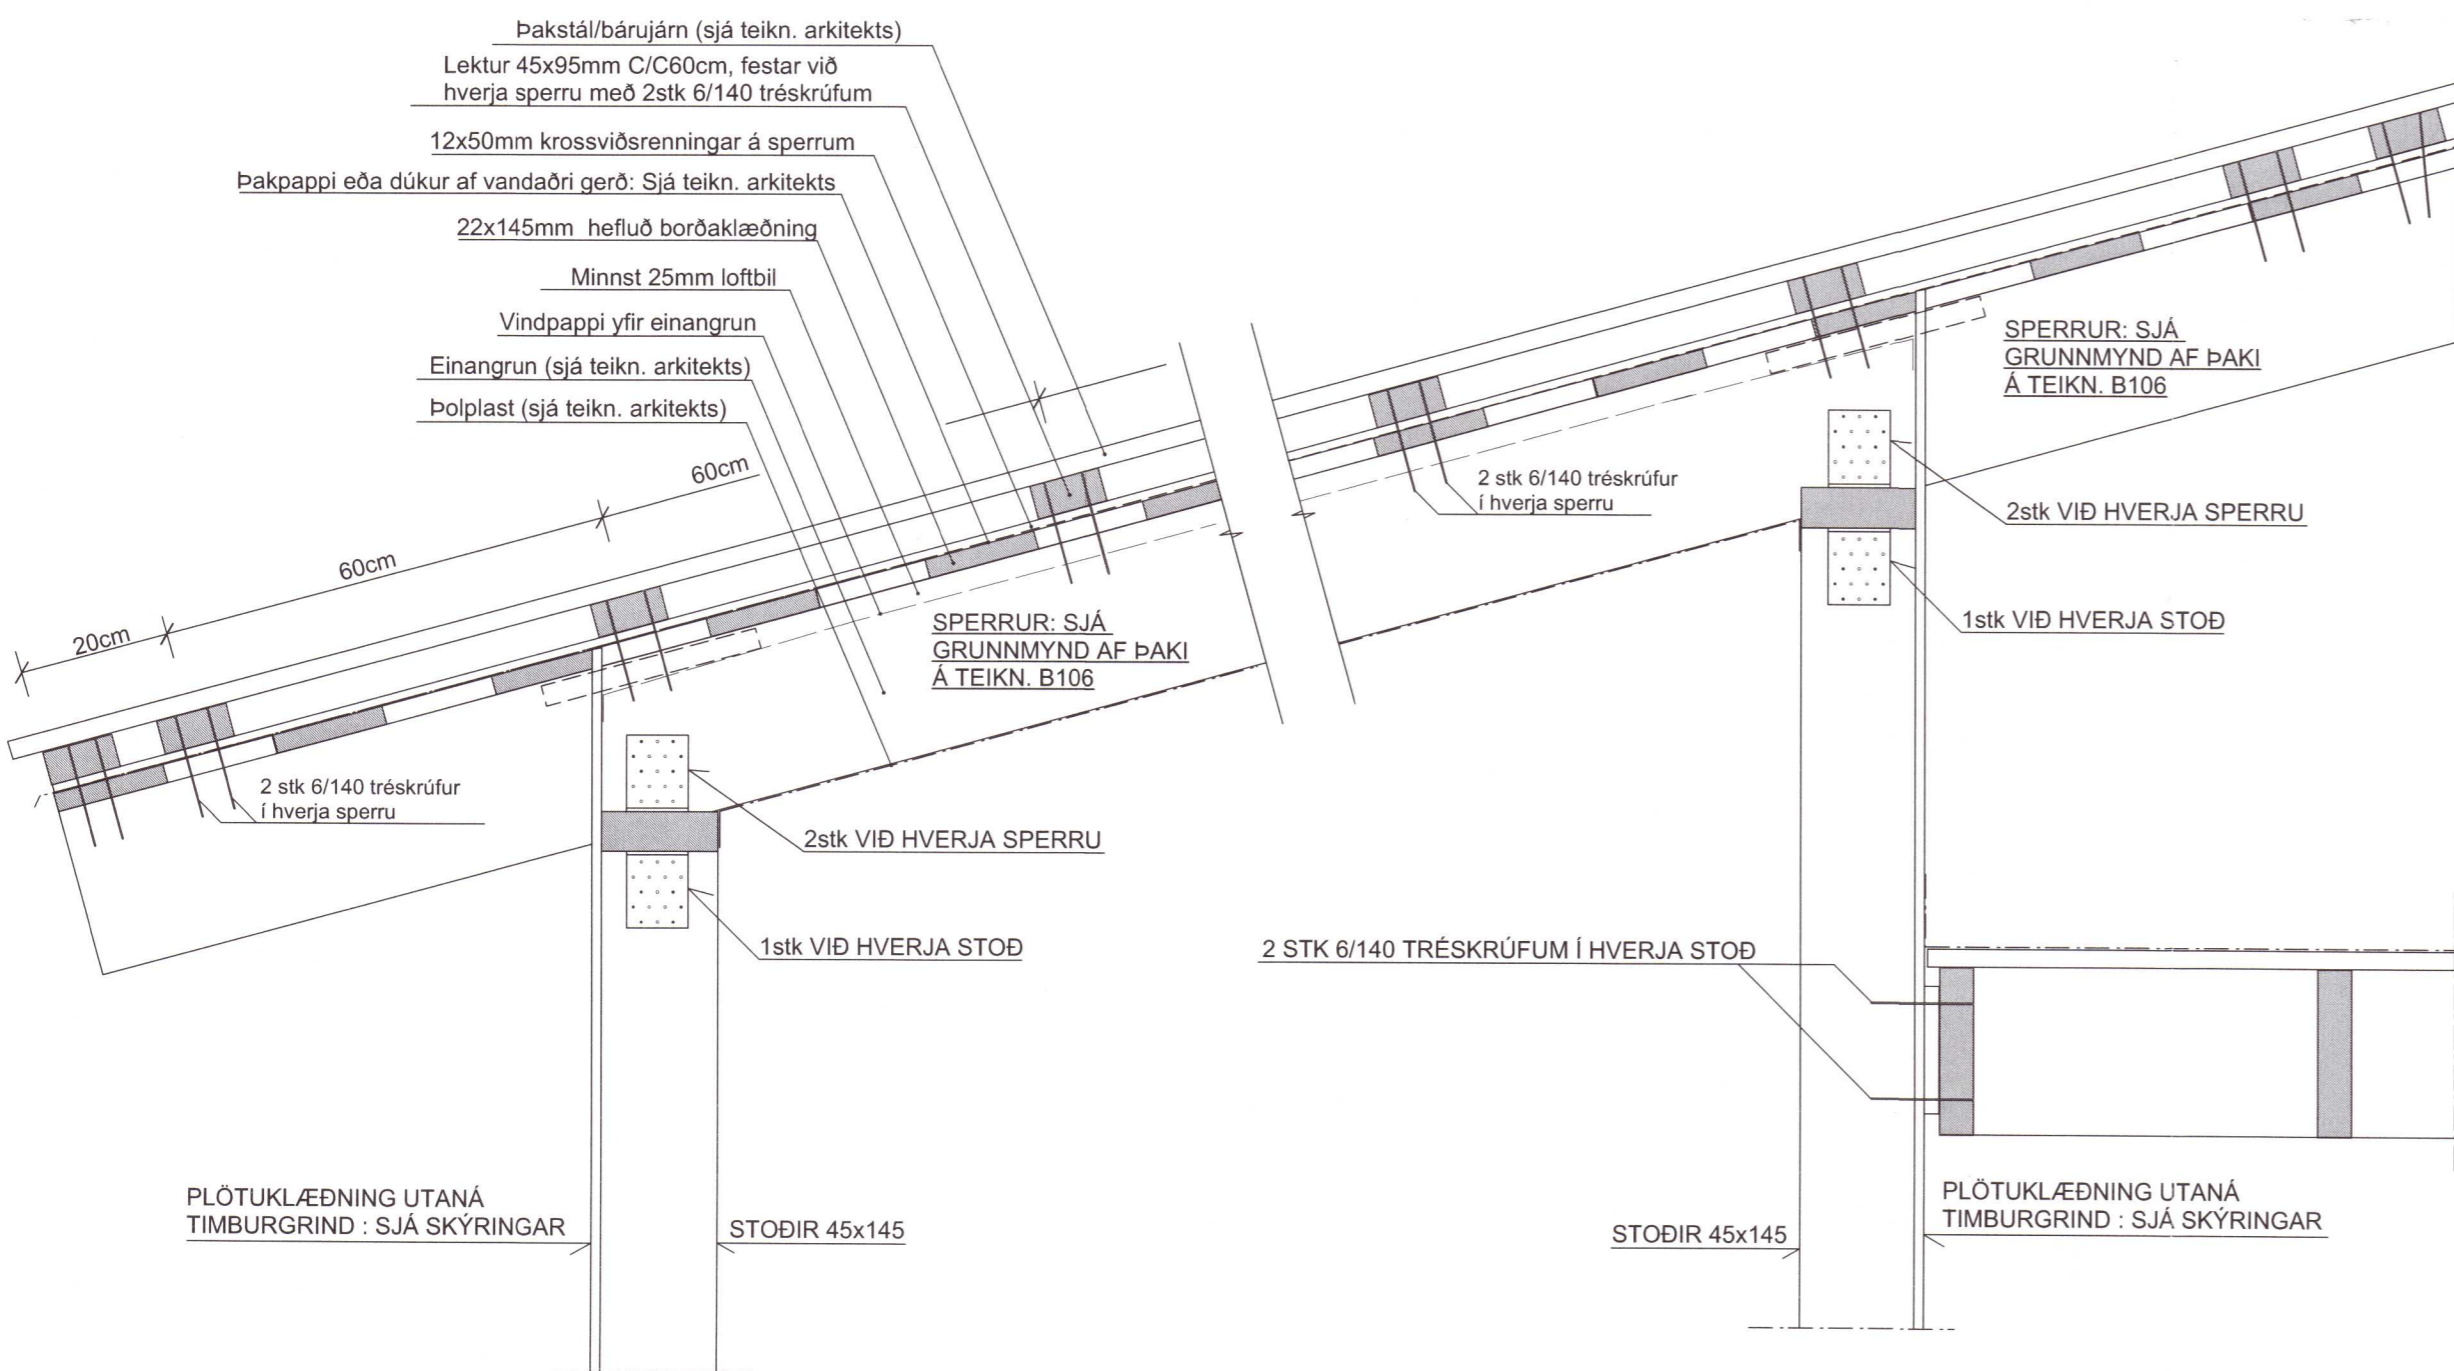 Þakstál/bárujárn (sjá teikn. arkitekts)
Lektur 45x95mm C/C60cm, festar við
hverja sperru með 2stk 6/140 tréskrúfum
12x50mm krossviðsrenningar á sperrum
Þakpappi eða dúkur af vandaðri gerð: Sjá teikn. arkitekts
22x145mm hefluð borðaklæðning
Minnst 25mm loftbil
Vindpappi yfir einangrun
Einangrun (sjá teikn. arkitekts)
Þolplast (sjá teikn. arkitekts)
20cm
60cm
60cm
2 stk 6/140 tréskrúfur
í hverja sperru
SPERRUR: SJÁ
GRUNNMYND AF ÞAKI
Á TEIKN. B106
2stk VIÐ HVERJA SPERRU
1stk VIÐ HVERJA STOÐ
PLÖTUKLÆÐNING UTANÁ
TIMBURGRIND : SJÁ SKÝRINGAR
STOÐIR 45x145
2 stk 6/140 tréskrúfur
í hverja sperru
SPERRUR: SJÁ
GRUNNMYND AF ÞAKI
Á TEIKN. B106
2stk VIÐ HVERJA SPERRU
1stk VIÐ HVERJA STOÐ
2 STK 6/140 TRÉSKRÚFUM Í HVERJA STOÐ
STOÐIR 45x145
PLÖTUKLÆÐNING UTANÁ
TIMBURGRIND : SJÁ SKÝRINGAR